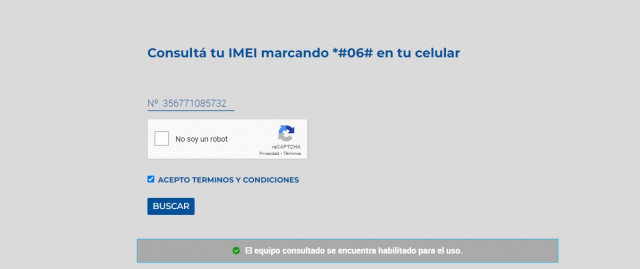 Consultá tu IMEI marcando *#06# en tu celular
Nº 356771085732
No soy un robot
reCAPTCHA
Privacidad - Términos
ACEPTO TERMINOS Y CONDICIONES
BUSCAR
El equipo consultado se encuentra habilitado para el uso.